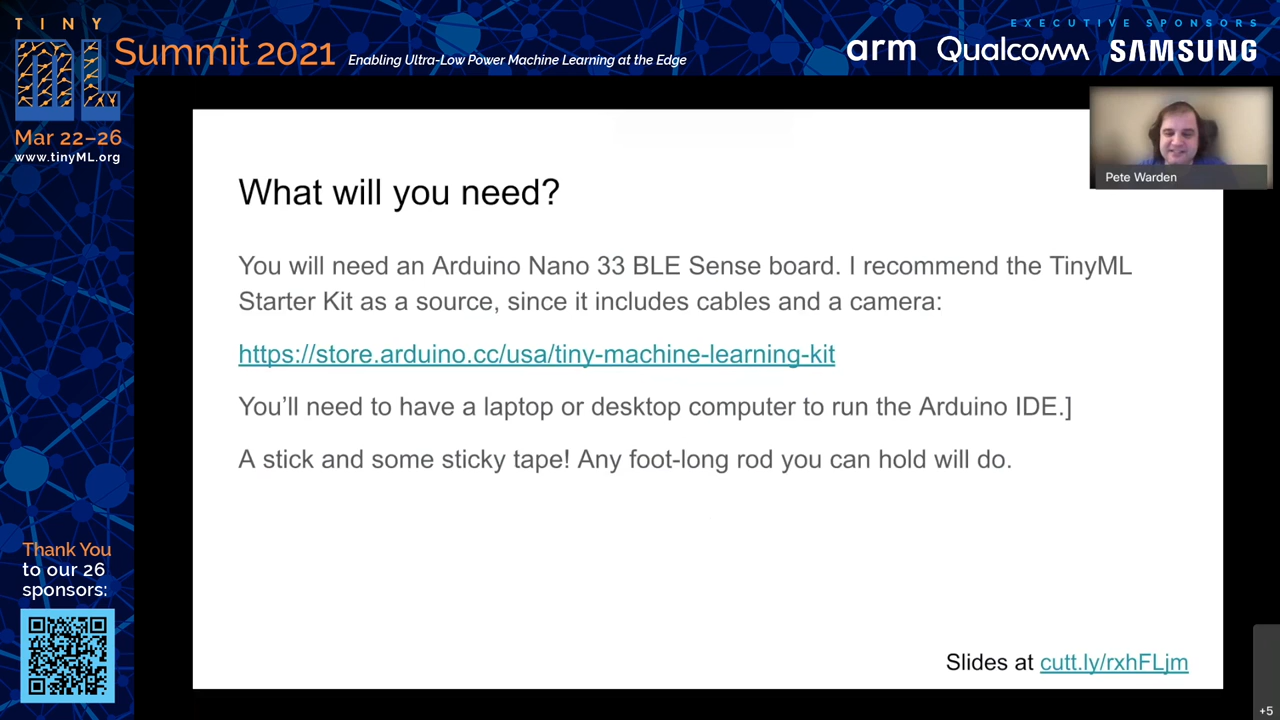 TINY
ML
Summit 2021
Enabling Ultra-Low Power Machine Learning at the Edge
EXECUTIVE SPONSORS
arm Qualcomm SAMSUNG
Mar 22–26
www.tinyML.org
Pete Warden
What will you need?
You will need an Arduino Nano 33 BLE Sense board. I recommend the TinyML
Starter Kit as a source, since it includes cables and a camera:
https://store.arduino.cc/usa/tiny-machine-learning-kit
You’ll need to have a laptop or desktop computer to run the Arduino IDE.]
A stick and some sticky tape! Any foot-long rod you can hold will do.
Thank You
to our 26
sponsors:
Slides at cutt.ly/rxhFLjm
+5